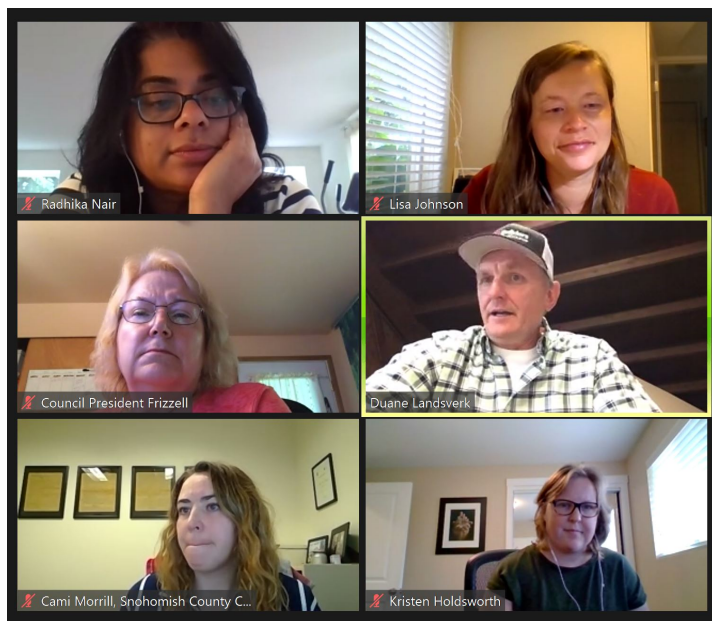 Radhika Nair
Lisa Johnson
Council President Frizzell
Duane Landsverk
Cami Morrill, Snohomish County C...
Kristen Holdsworth